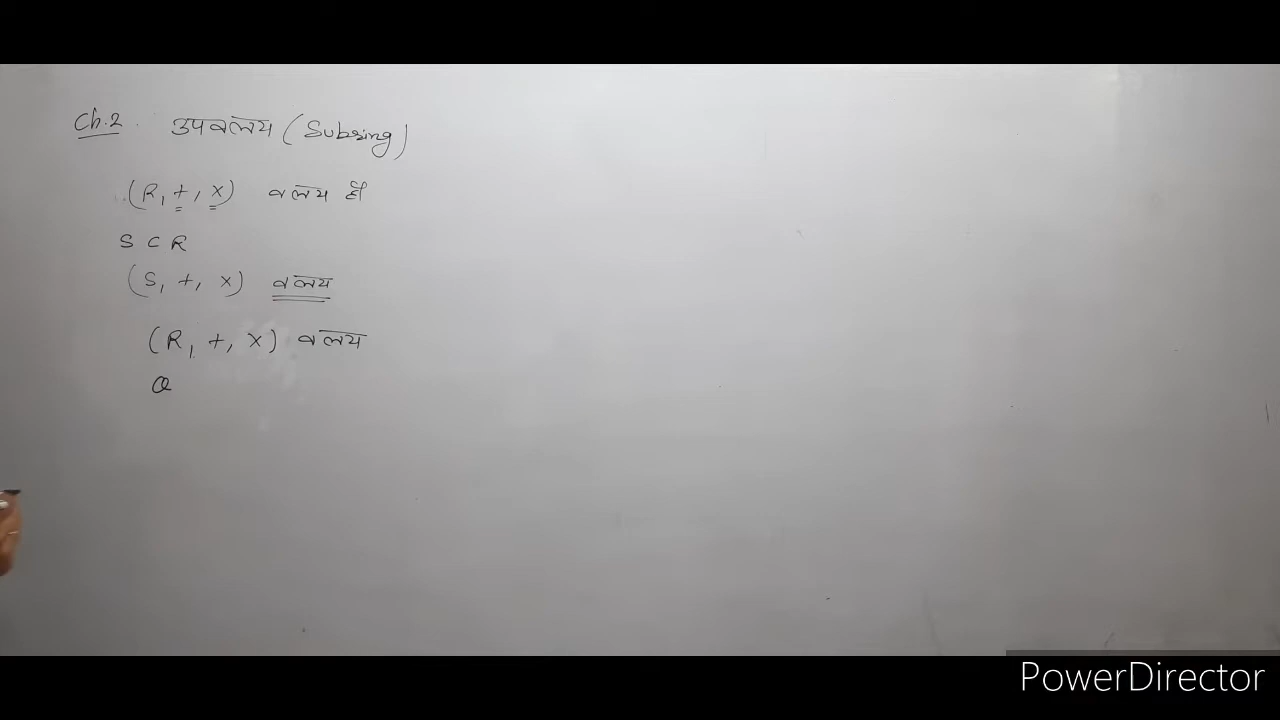 Ch.2 उपवलय (Subring)
(R, +, x) वलय हैं
S ⊂ R
(S, +, x) वलय
(R, +, x) वलय
Q
PowerDirector